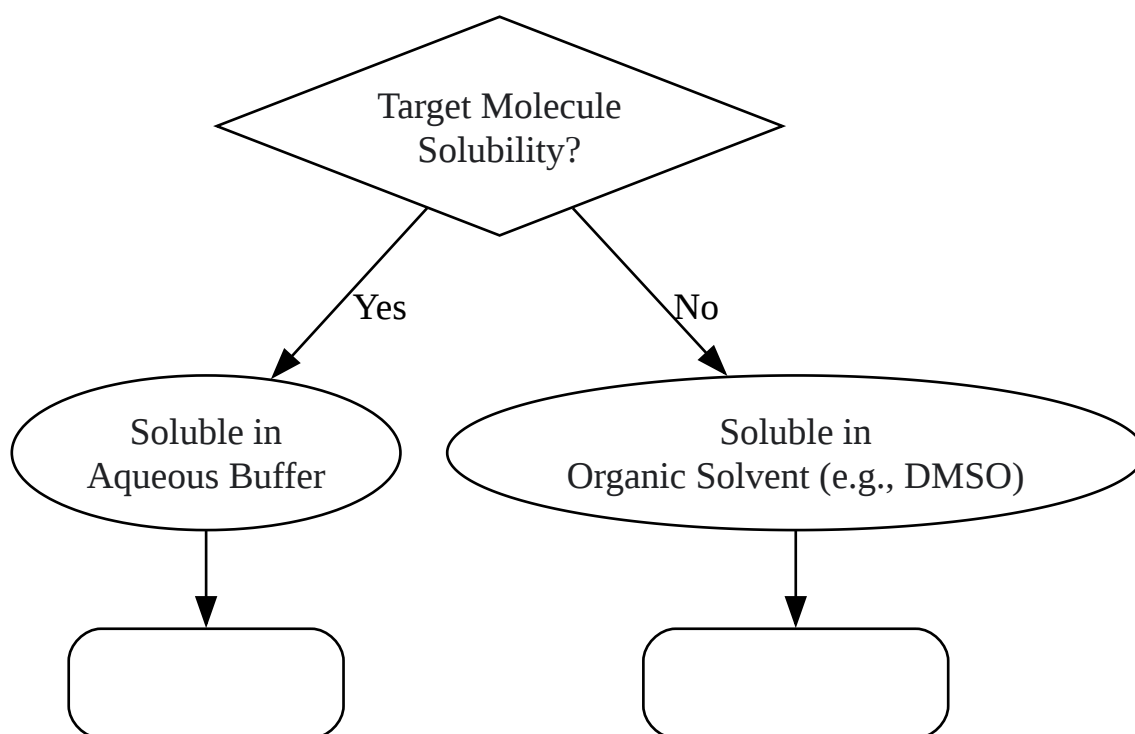 Target Molecule
Solubility?
Yes
No
Soluble in
Aqueous Buffer
Soluble in
Organic Solvent (e.g., DMSO)